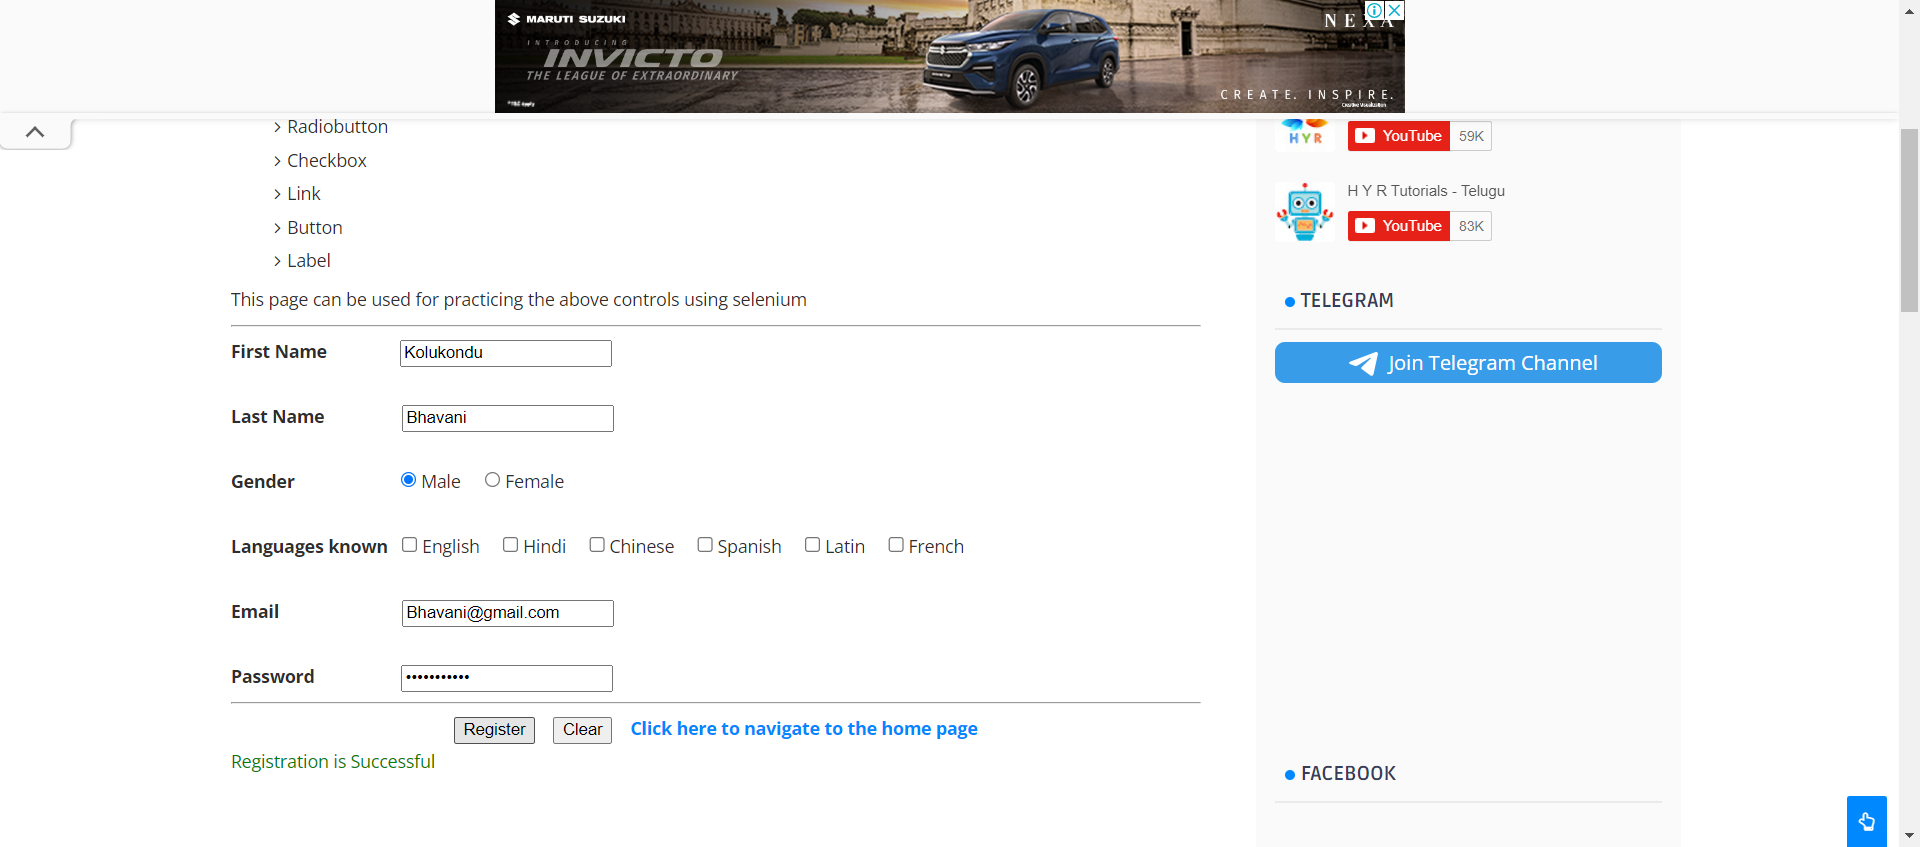 MARUTI SUZUKI
NEXA
INTRODUCING
INVICTO
THE LEAGUE OF EXTRAORDINARY
CREATE. INSPIRE.
Creative Visualization
*T&C Apply
Radiobutton
Checkbox
Link
Button
Label
This page can be used for practicing the above controls using selenium
First Name Kolukondu
Last Name Bhavani
Gender Male Female
Languages known English Hindi Chinese Spanish Latin French
Email Bhavani@gmail.com
Password •••••••••••
Register Clear Click here to navigate to the home page
Registration is Successful
HYR
YouTube 59K
H Y R Tutorials - Telugu
YouTube 83K
TELEGRAM
Join Telegram Channel
FACEBOOK